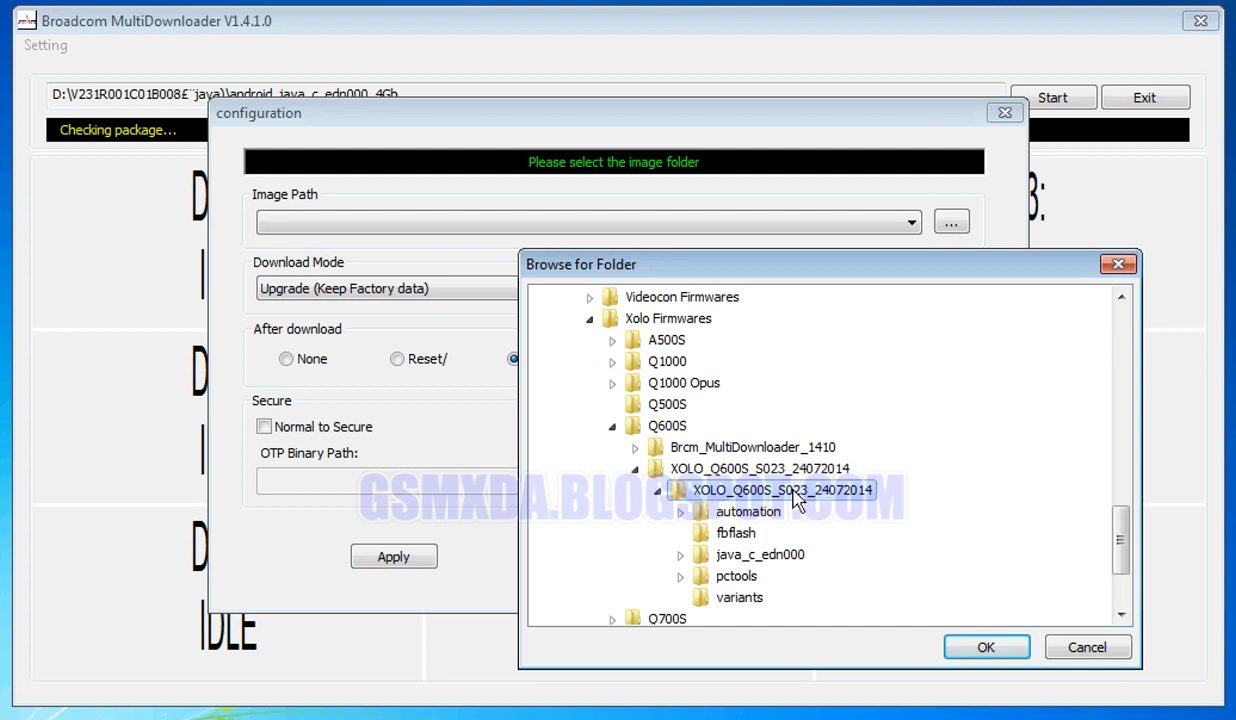 Broadcom MultiDownloader V1.4.1.0
Setting
D:\V231R001C01B008£¨java)\android_java_c_edn000_4Gb
Start
Exit
Checking package...
configuration
Please select the image folder
Image Path
...
Download Mode
Upgrade (Keep Factory data)
After download
None
Reset/
Secure
Normal to Secure
OTP Binary Path:
Apply
IDLE
Browse for Folder
Videocon Firmwares
Xolo Firmwares
A500S
Q1000
Q1000 Opus
Q500S
Q600S
Brcm_MultiDownloader_1410
XOLO_Q600S_S023_24072014
XOLO_Q600S_S023_24072014
automation
fbflash
java_c_edn000
pctools
variants
Q700S
OK
Cancel
GSMXDA.BLOGSPOT.COM